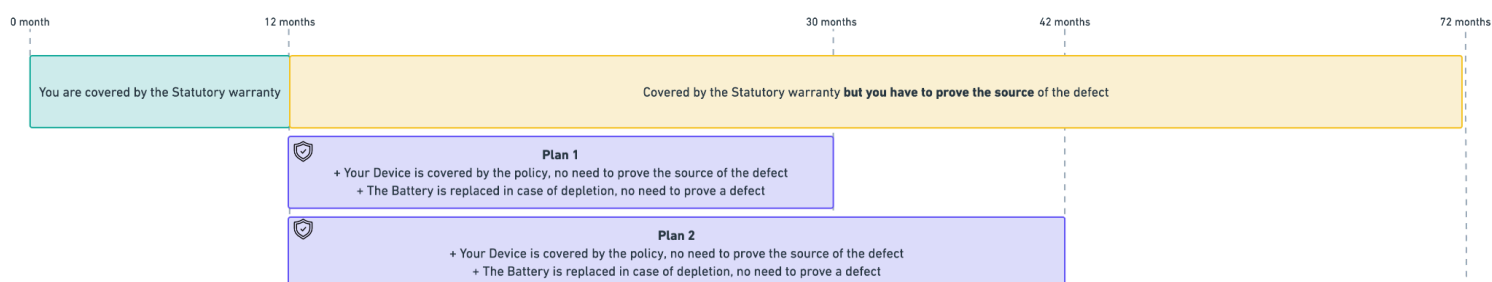 0 month
12 months
30 months
42 months
72 months
You are covered by the Statutory warranty
Covered by the Statutory warranty but you have to prove the source of the defect
Plan 1
+ Your Device is covered by the policy, no need to prove the source of the defect
+ The Battery is replaced in case of depletion, no need to prove a defect
Plan 2
+ Your Device is covered by the policy, no need to prove the source of the defect
+ The Battery is replaced in case of depletion, no need to prove a defect